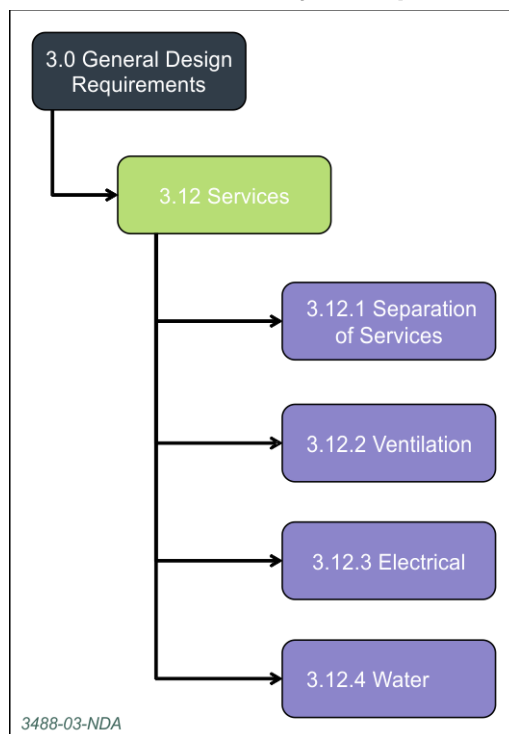 3.0 General Design
Requirements
3.12 Services
3.12.1 Separation
of Services
3.12.2 Ventilation
3.12.3 Electrical
3.12.4 Water
3488-03-NDA